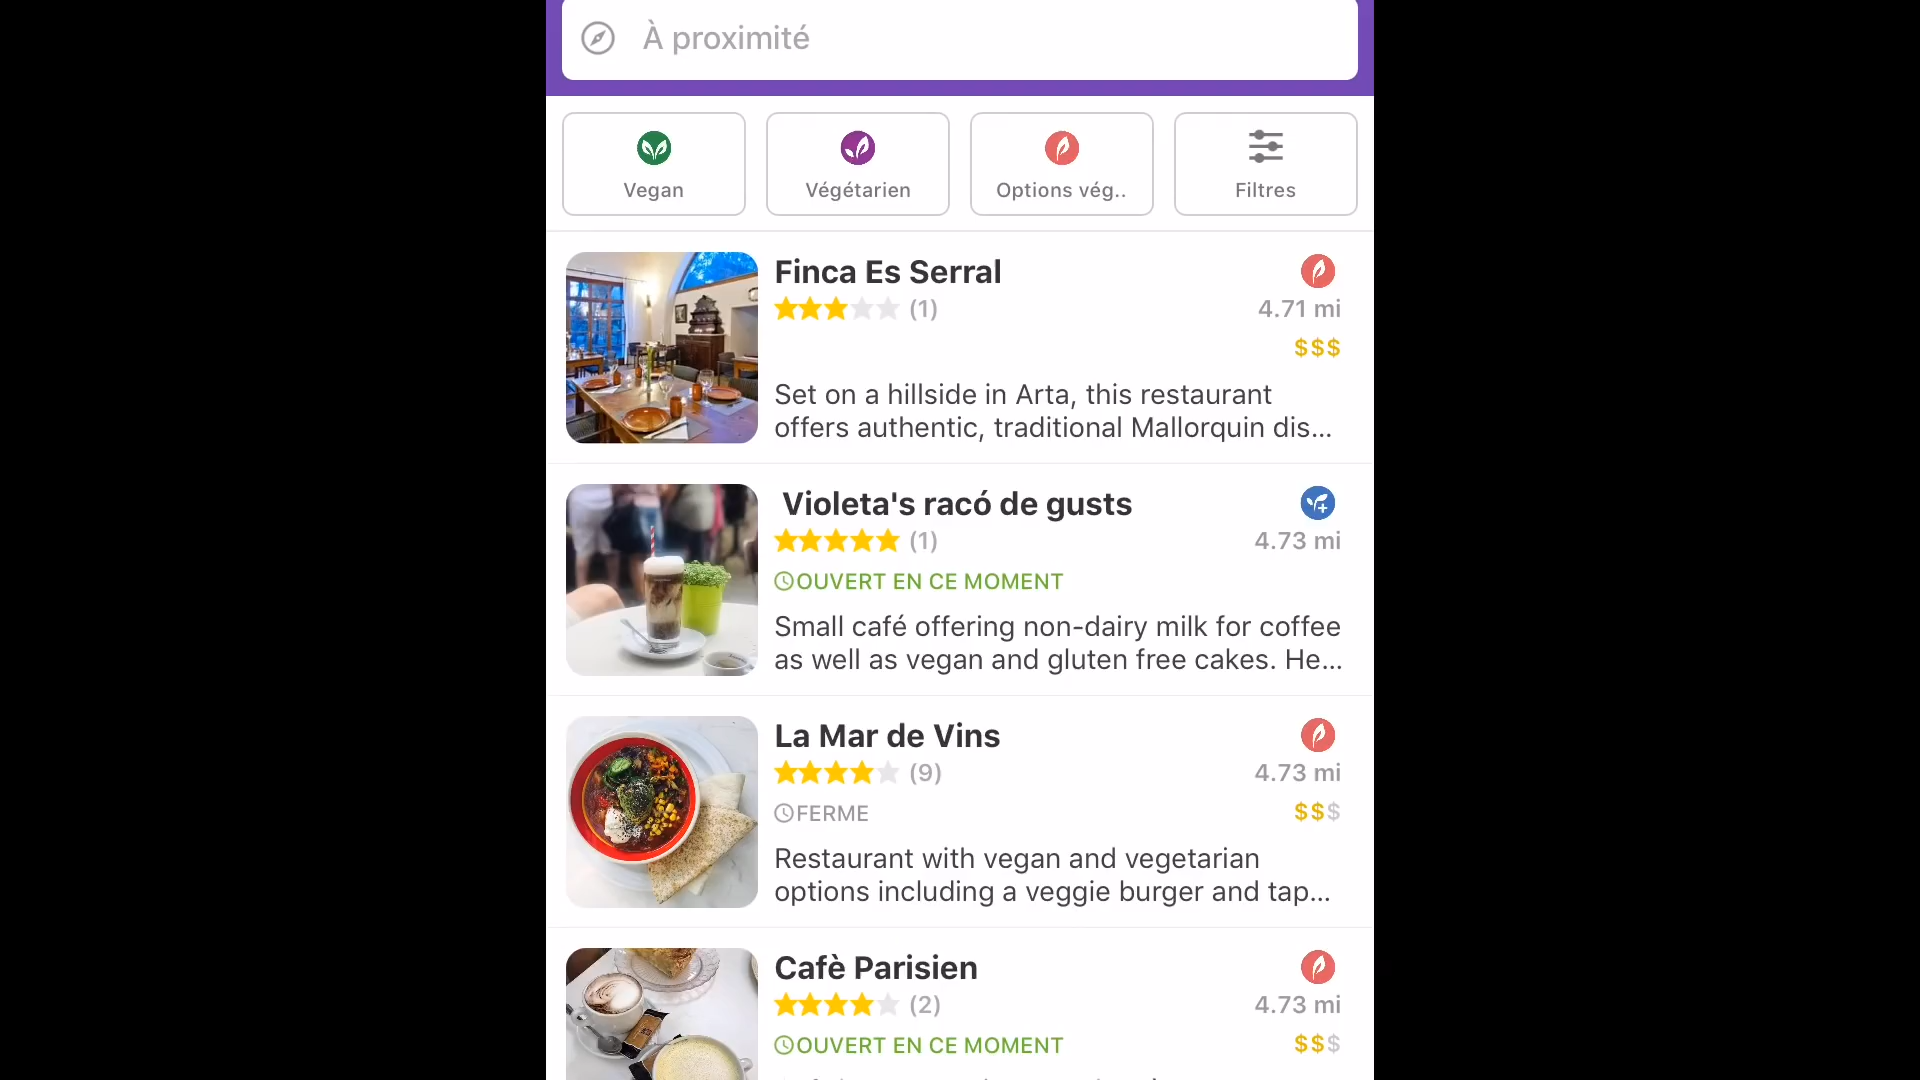 À proximité
Vegan
Végétarien
Options vég..
Filtres
Finca Es Serral
(1)
4.71 mi
$$$
Set on a hillside in Arta, this restaurant
offers authentic, traditional Mallorquin dis...
Violeta's racó de gusts
(1)
4.73 mi
OUVERT EN CE MOMENT
Small café offering non-dairy milk for coffee
as well as vegan and gluten free cakes. He...
La Mar de Vins
(9)
4.73 mi
FERME
$$$
Restaurant with vegan and vegetarian
options including a veggie burger and tap...
Cafè Parisien
(2)
4.73 mi
OUVERT EN CE MOMENT
$$$